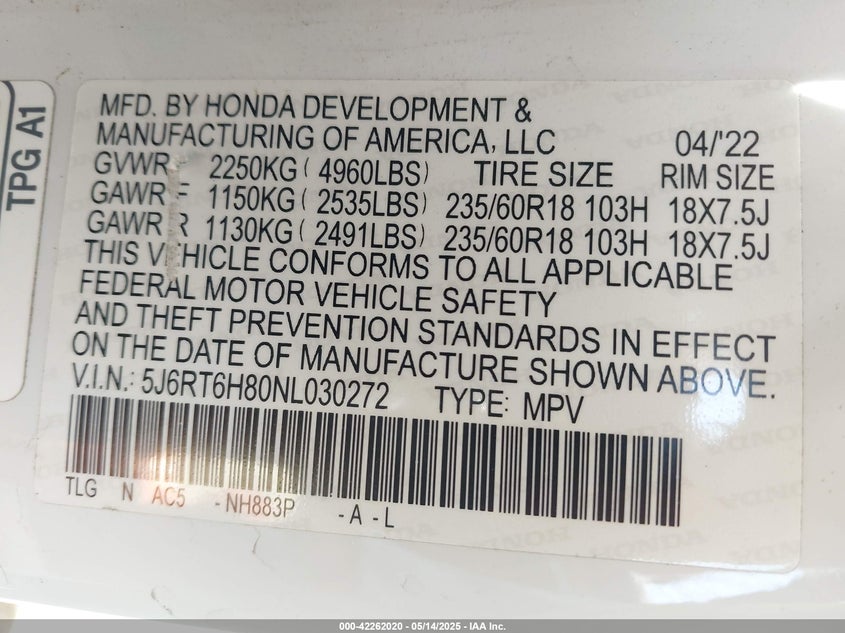 TPG A1
MFD. BY HONDA DEVELOPMENT &
MANUFACTURING OF AMERICA, LLC 04/'22
GVWR 2250KG ( 4960LBS) TIRE SIZE RIM SIZE
GAWR F 1150KG ( 2535LBS) 235/60R18 103H 18X7.5J
GAWR R 1130KG ( 2491LBS) 235/60R18 103H 18X7.5J
THIS VEHICLE CONFORMS TO ALL APPLICABLE
FEDERAL MOTOR VEHICLE SAFETY
AND THEFT PREVENTION STANDARDS IN EFFECT
ON THE DATE OF MANUFACTURE SHOWN ABOVE.
V.I.N.: 5J6RT6H80NL030272 TYPE: MPV
TLG N AC5 -NH883P -A -L
000-42262020 - 05/14/2025 - IAA Inc.